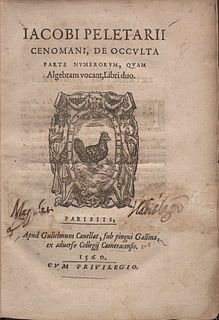 IACOBI PELETARII
CENOMANI, DE OCCVLTA
PARTE NVMERORVM, QVAM
Algebram vocant, Libri duo.
PARISIIS,
Apud Gulielmum Cauellat, sub pingui Gallina,
ex aduerso Collegij Cameracensis.
1560.
CVM PRIVILEGIO.